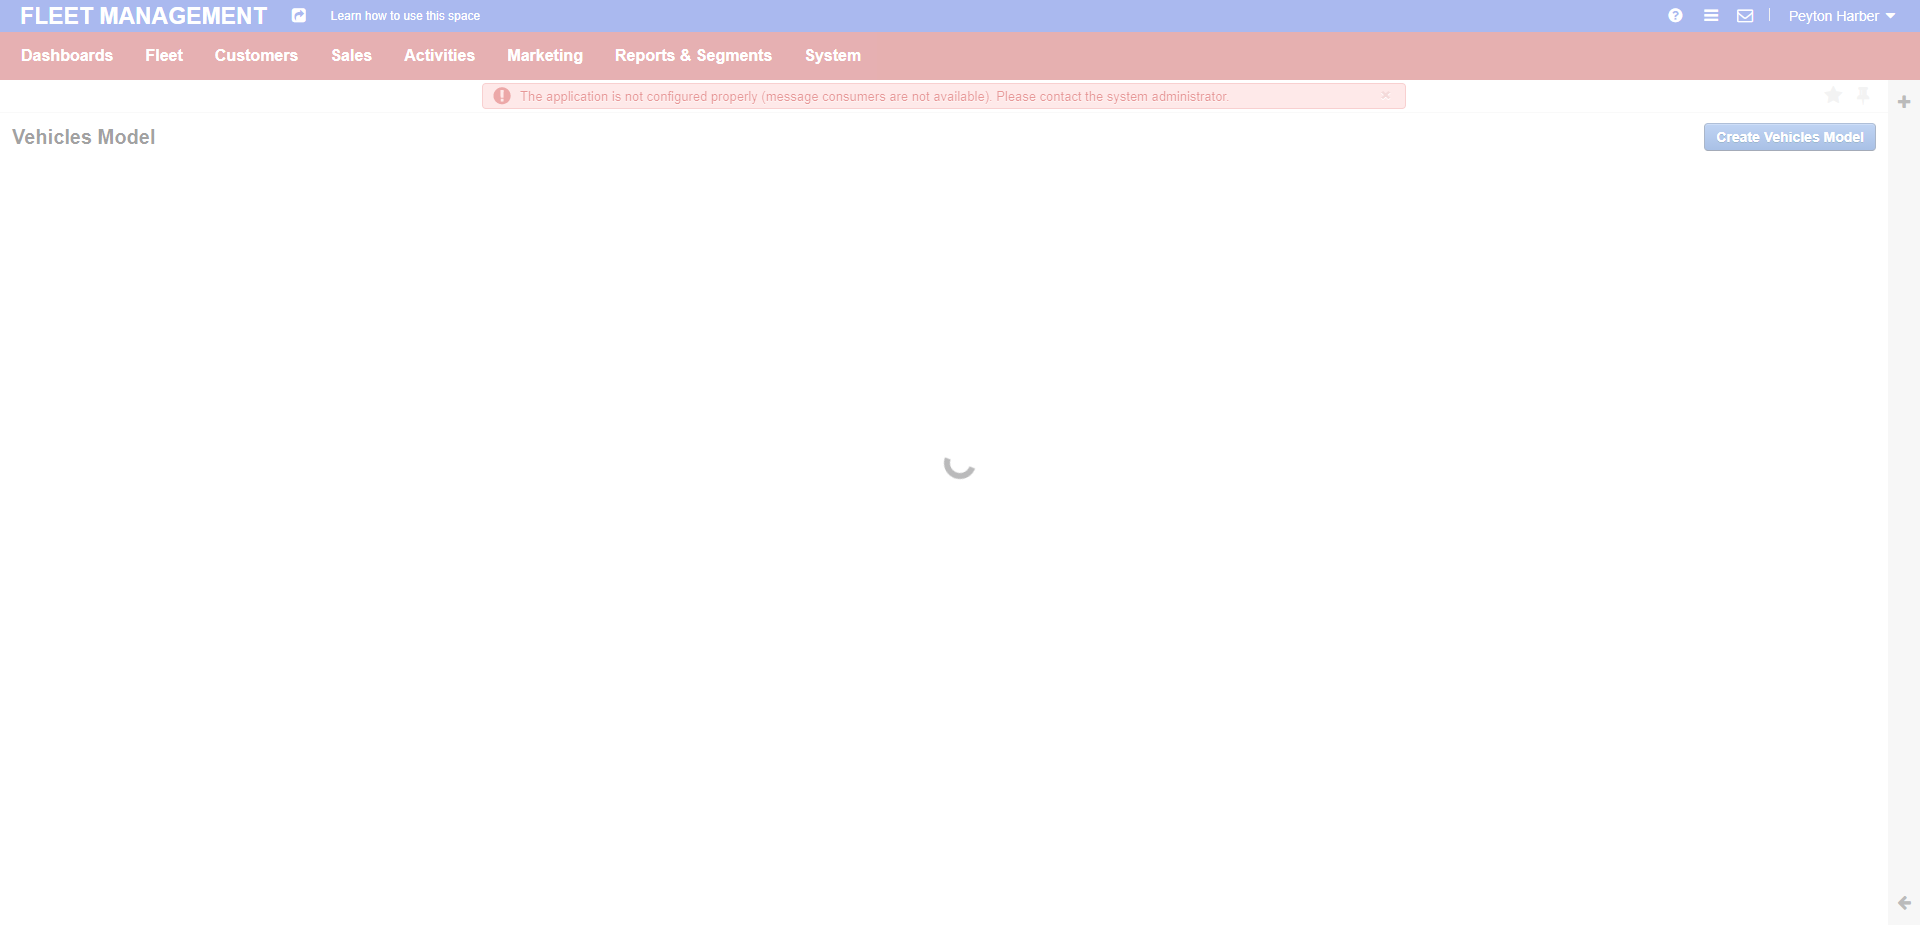 FLEET MANAGEMENT
Learn how to use this space
Peyton Harber
Dashboards
Fleet
Customers
Sales
Activities
Marketing
Reports & Segments
System
The application is not configured properly (message consumers are not available). Please contact the system administrator.
Vehicles Model
Create Vehicles Model